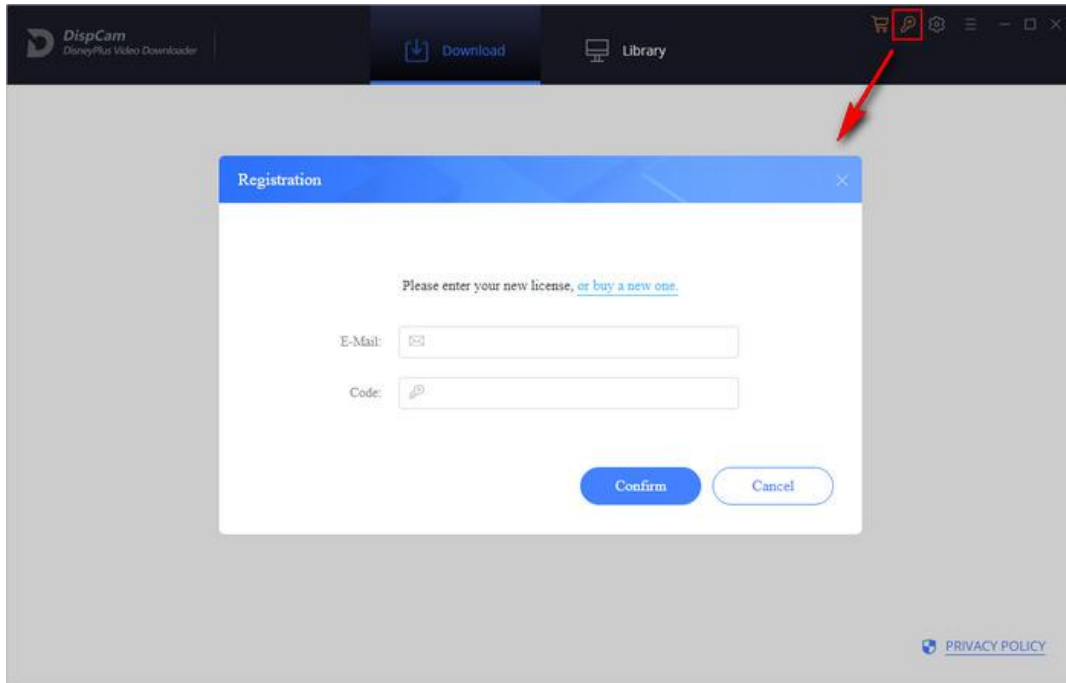 DispCam
DisneyPlus Video Downloader
Download
Library
Registration
Please enter your new license, or buy a new one.
E-Mail:
Code:
Confirm
Cancel
PRIVACY POLICY